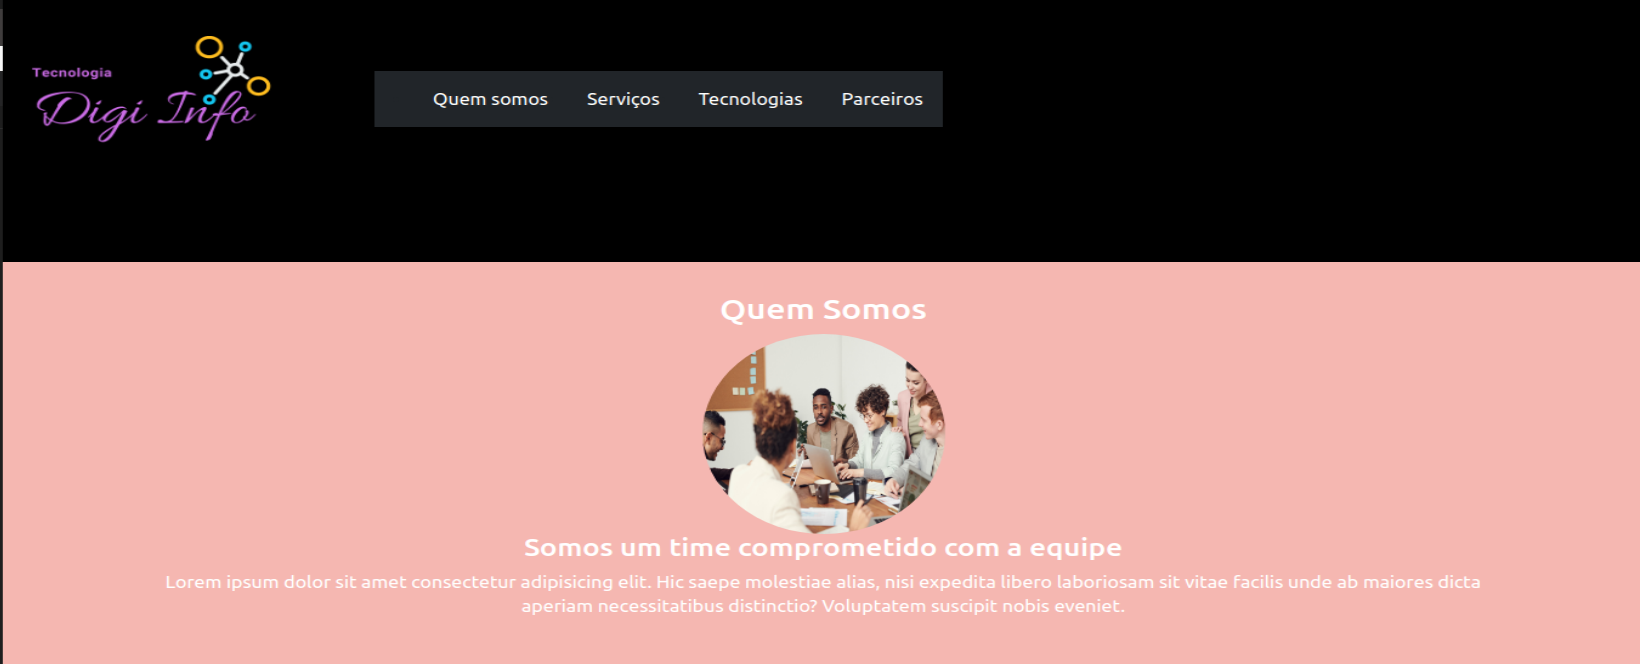 Tecnologia
Digi Info
Quem somos Serviços Tecnologias Parceiros
Quem Somos
Somos um time comprometido com a equipe
Lorem ipsum dolor sit amet consectetur adipisicing elit. Hic saepe molestiae alias, nisi expedita libero laboriosam sit vitae facilis unde ab maiores dicta
aperiam necessitatibus distinctio? Voluptatem suscipit nobis eveniet.